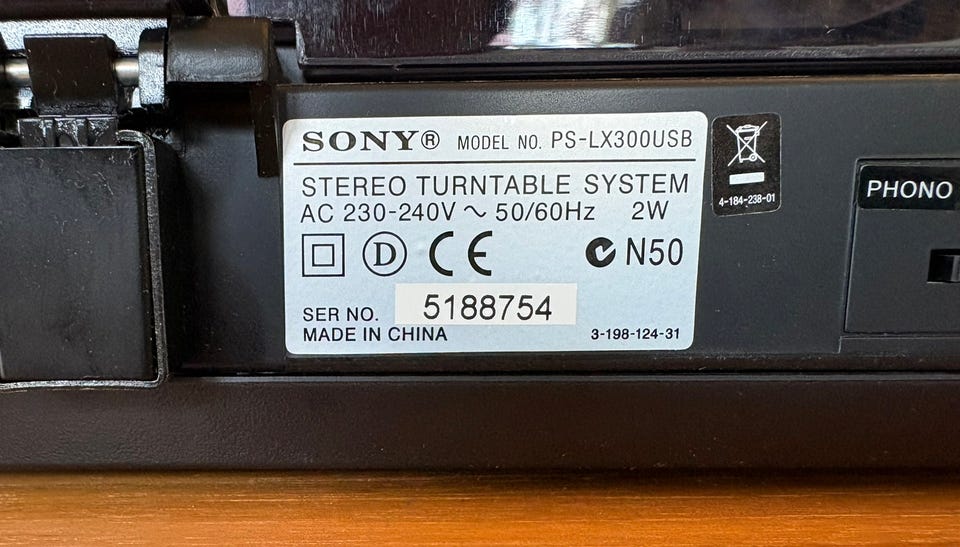 SONY® MODEL NO. PS-LX300USB
STEREO TURNTABLE SYSTEM
AC 230-240V ~ 50/60Hz 2W
D CE N50
SER NO. 5188754
MADE IN CHINA 3-198-124-31
4-184-238-01
PHONO